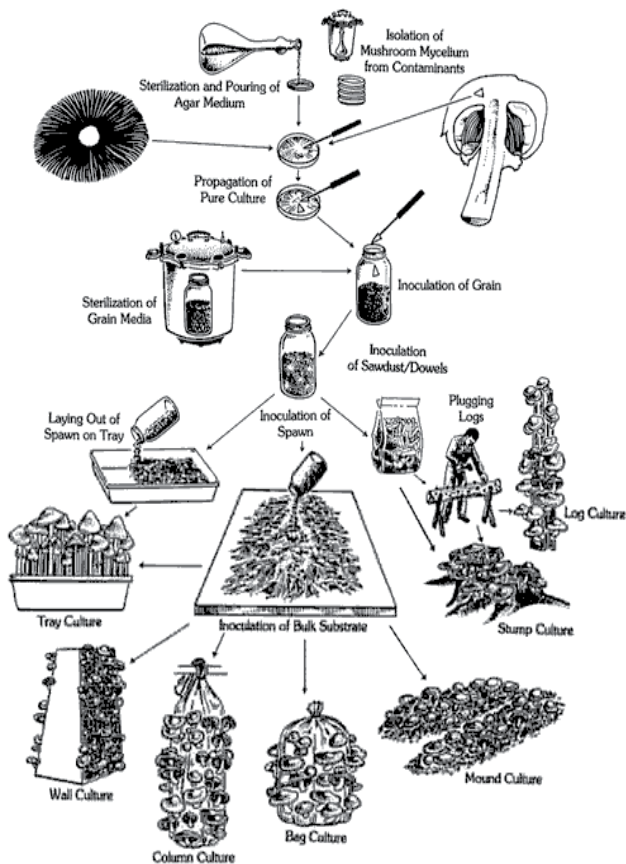 Isolation of
Mushroom Mycelium
from Contaminants
Sterilization and Pouring of
Agar Medium
Propagation of
Pure Culture
Sterilization of
Grain Media
Inoculation of Grain
Inoculation
of Sawdust/Dowels
Laying Out of
Spawn on Tray
Inoculation of
Spawn
Plugging
Logs
Log Culture
Tray Culture
Inoculation of Bulk Substrate
Stump Culture
Wall Culture
Column Culture
Bag Culture
Mound Culture